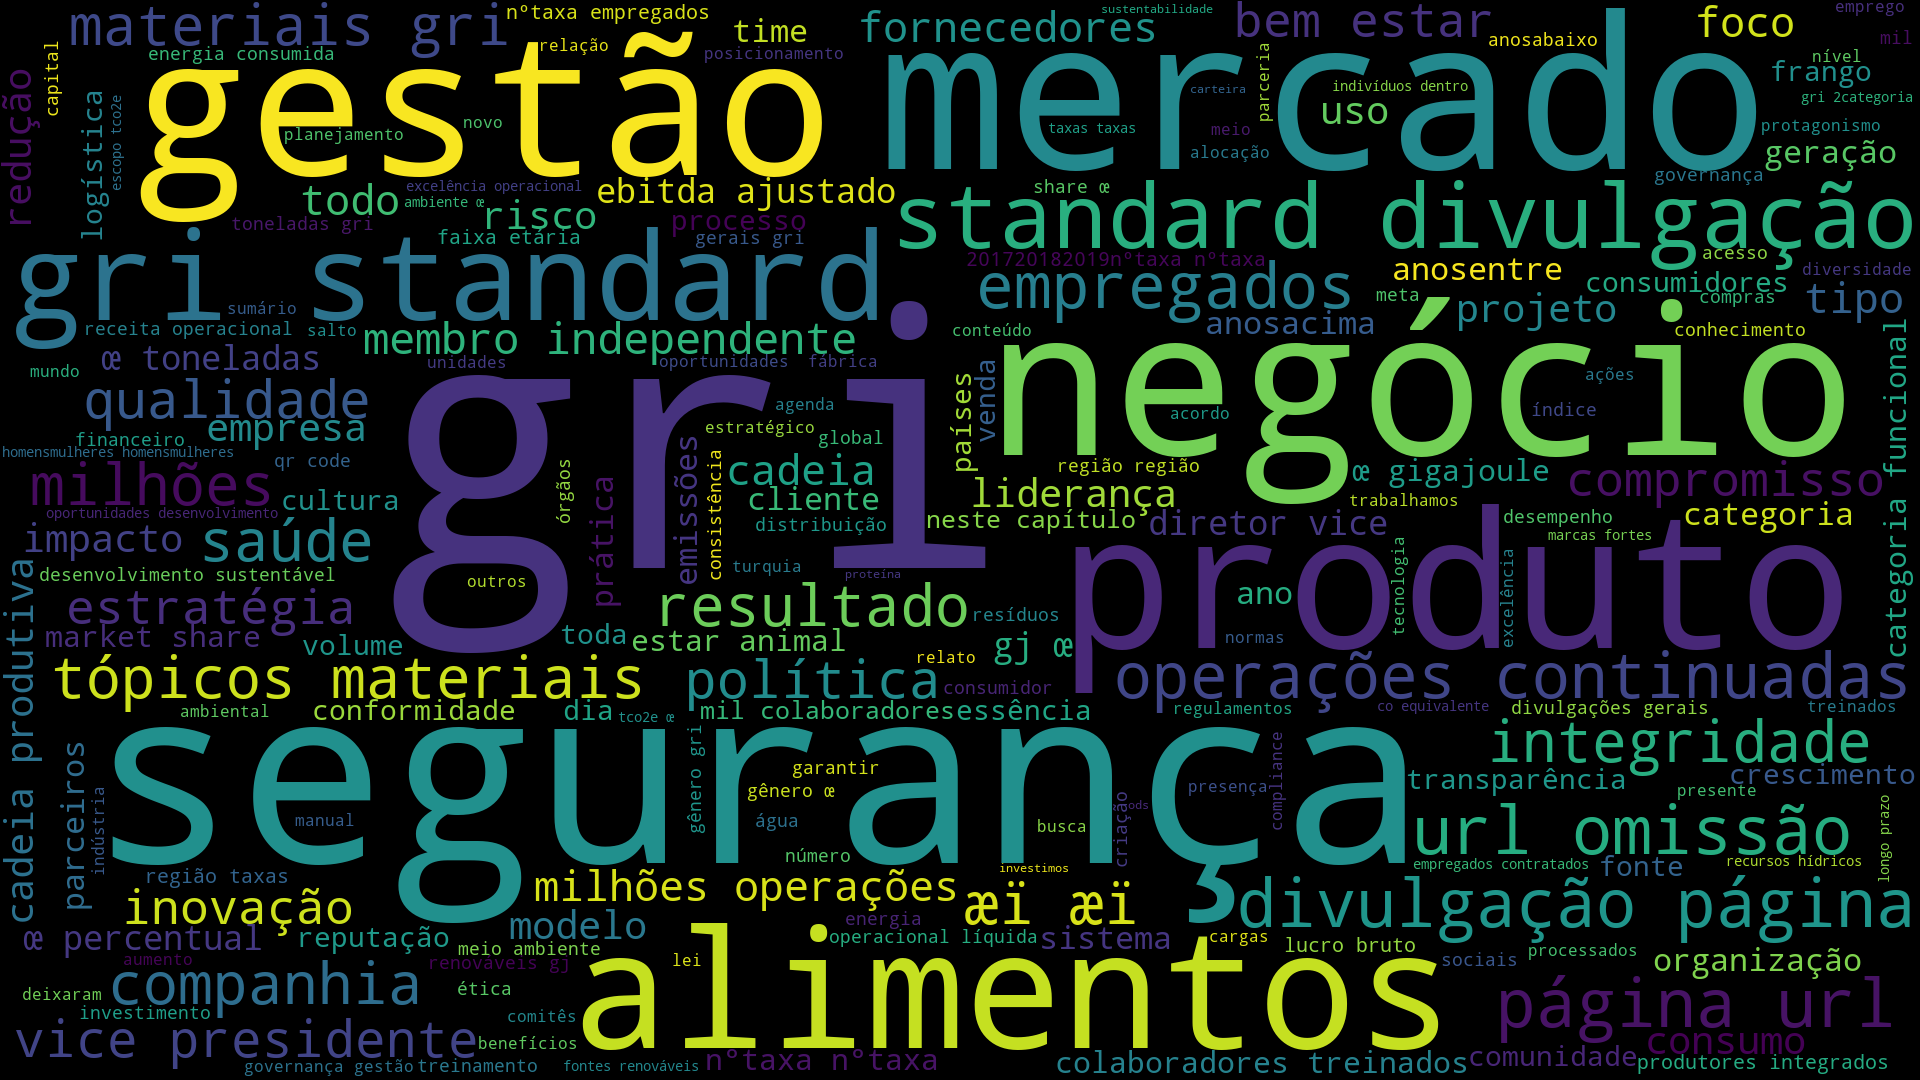 materiais gri
nºtaxa empregados
time
fornecedores
sustentabilidade
bem estar
foco
emprego
energia consumida
relação
posicionamento
anosabaixo
mil
capital
gestão
mercado
redução
logística
escopo tco2e
planejamento
novo
parceria
carteira
indivíduos dentro
uso
nível
frango
gri 2categoria
taxas taxas
meio
alocação
protagonismo
geração
governança
todo
excelência operacional
ambiente œ
risco
ebitda ajustado
share œ
standard divulgação
toneladas gri
faixa etária
processo
gerais gri
gri standard
201720182019nºtaxa nºtaxa
anosentre
acesso
diversidade
empregados
consumidores
meta
compras
tipo
sumário
receita operacional
salto
membro independente
conteúdo
anosacima
projeto
conhecimento
œ toneladas
unidades
oportunidades
fábrica
mundo
gri
negócio
países
venda
ações
qualidade
agenda
acordo
índice
categoria funcional
financeiro
empresa
estratégico
global
homensmulheres homensmulheres
qr code
região região
milhões
cultura
órgãos
prática
emissões
consistência
cadeia
cliente
liderança
œ gigajoule
compromisso
trabalhamos
oportunidades desenvolvimento
impacto
saúde
distribuição
neste capítulo
diretor vice
desempenho
categoria
marcas fortes
produto
desenvolvimento sustentável
outros
turquia
proteína
tecnologia
excelência
cadeia produtiva
estratégia
resultado
resíduos
ano
market share
volume
toda
estar animal
gj œ
normas
relato
tópicos materiais
política
consumidor
operações continuadas
ambiental
conformidade
dia
tco2e œ
mil colaboradores
essência
regulamentos
co equivalente
divulgações gerais
treinados
segurança
parceiros
indústria
gênero gri
garantir
gênero œ
integridade
transparência
crescimento
presença
compliance
presente
manual
água
busca
criação
ods
url omissão
longo prazo
número
empregados contratados
fonte
recursos hídricos
região taxas
investimos
inovação
milhões operações
æï æï
divulgação página
modelo
energia
œ percentual
reputação
meio ambiente
operacional líquida
sistema
cargas
lucro bruto
processados
aumento
renováveis gj
lei
alimentos
sociais
organização
companhia
deixaram
ética
investimento
comitês
página url
vice presidente
benefícios
consumo
governança gestão
treinamento
fontes renováveis
nºtaxa nºtaxa
colaboradores treinados
comunidade
produtores integrados